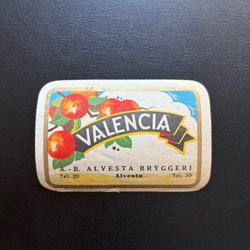 VALENCIA
A.-B. ALVESTA BRYGGERI
Tel. 20 Alvesta Tel. 20